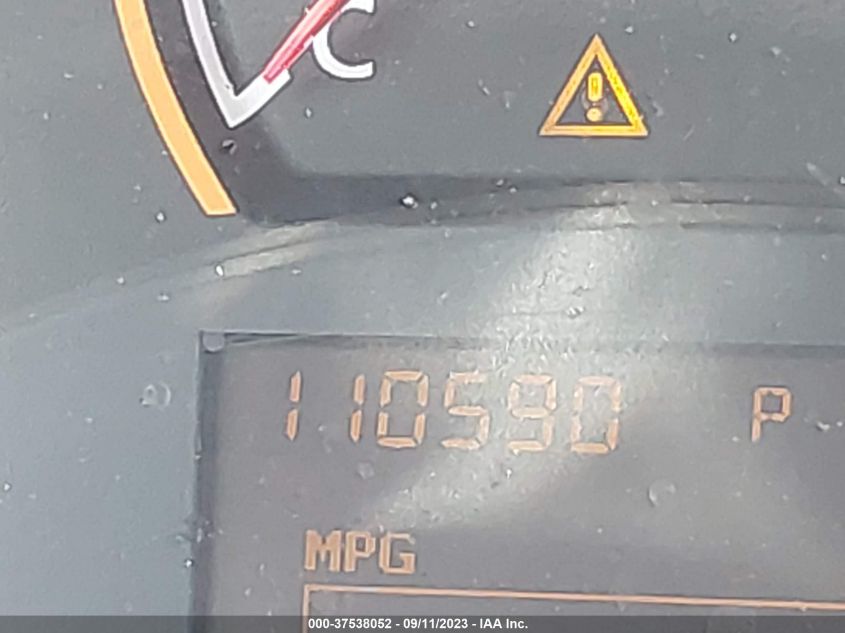 C
110590 P
MPG
000-37538052 - 09/11/2023 - IAA Inc.